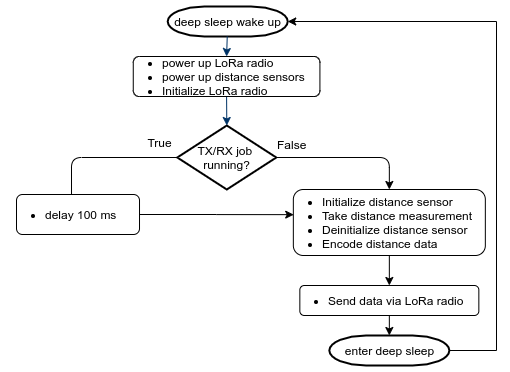 deep sleep wake up
• power up LoRa radio
• power up distance sensors
• Initialize LoRa radio
True
TX/RX job
running?
False
• delay 100 ms
• Initialize distance sensor
• Take distance measurement
• Deinitialize distance sensor
• Encode distance data
• Send data via LoRa radio
enter deep sleep